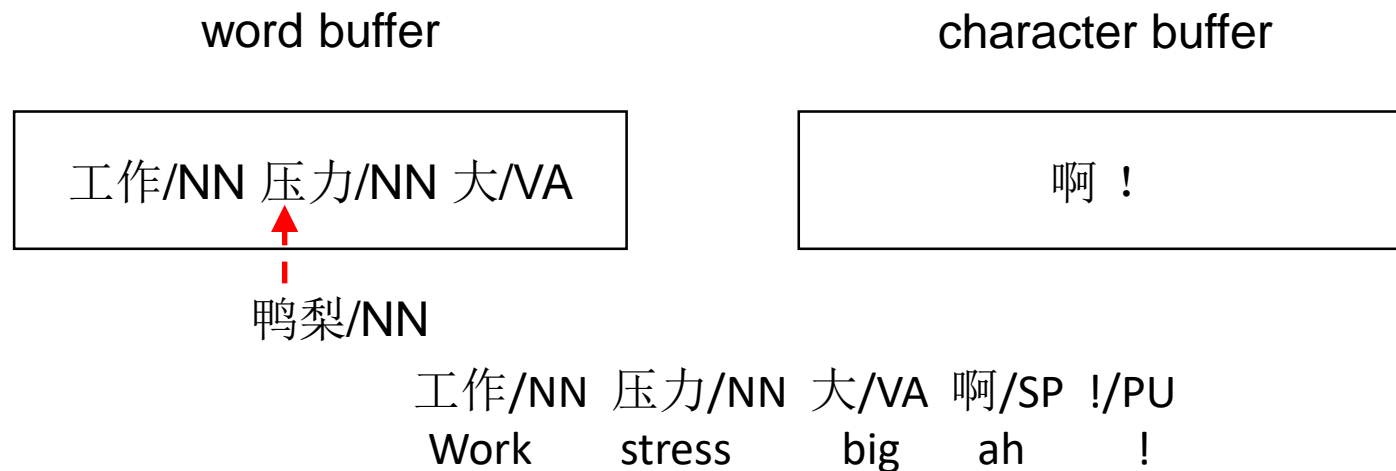 word buffer
character buffer
工作/NN 压力/NN 大/VA
啊 !
鸭梨/NN
工作/NN 压力/NN 大/VA 啊/SP !/PU
Work stress big ah !